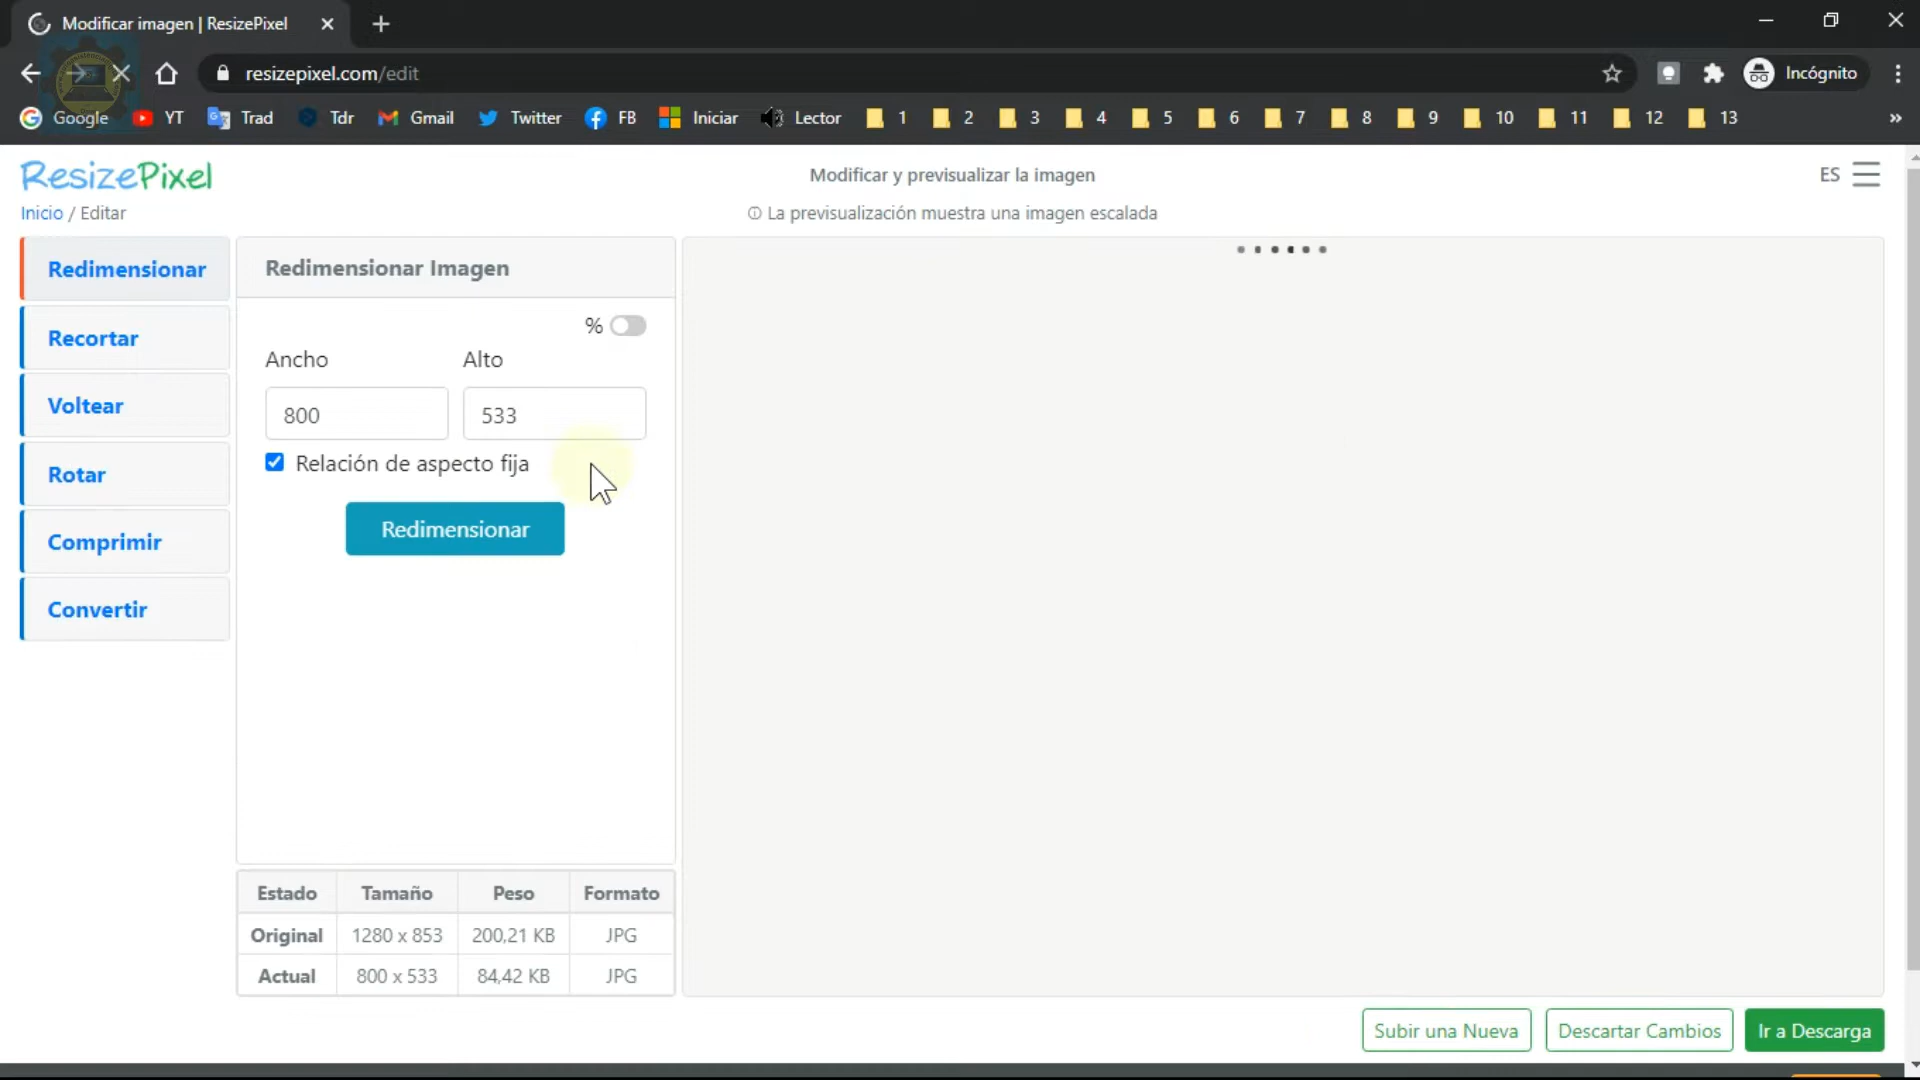 Modificar imagen | ResizePixel
resizepixel.com/edit
Incógnito
Google YT Trad Tdr Gmail Twitter FB Iniciar Lector 1 2 3 4 5 6 7 8 9 10 11 12 13 »
ResizePixel
Modificar y previsualizar la imagen
ES
Inicio / Editar
La previsualización muestra una imagen escalada
Redimensionar
Recortar
Voltear
Rotar
Comprimir
Convertir
Redimensionar Imagen
%
Ancho Alto
800 533
Relación de aspecto fija
Redimensionar
Estado Tamaño Peso Formato
Original 1280 x 853 200,21 KB JPG
Actual 800 x 533 84,42 KB JPG
Subir una Nueva Descartar Cambios Ir a Descarga